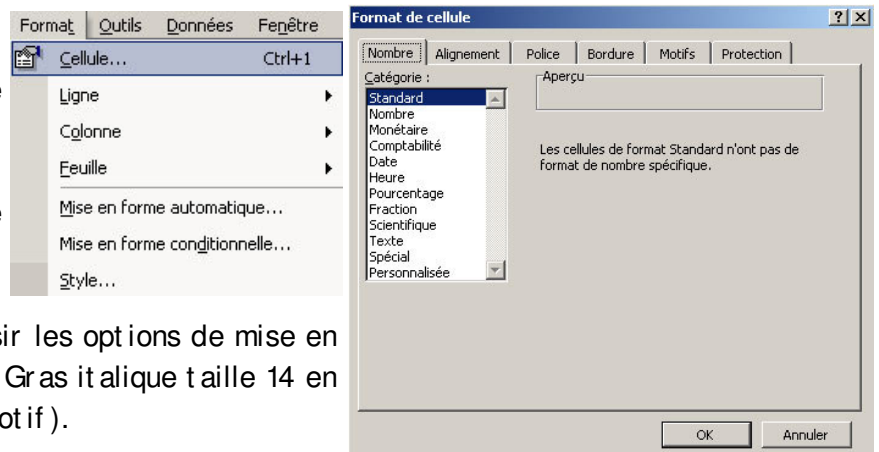 Format Outils Données Fenêtre
Cellule... Ctrl+1
Ligne
Colonne
Feuille
Mise en forme automatique...
Mise en forme conditionnelle...
Style...
sir les options de mise en
Gras italique taille 14 en
otif).
Format de cellule
Nombre Alignement Police Bordure Motifs Protection
Catégorie :
Standard
Nombre
Monétaire
Comptabilité
Date
Heure
Pourcentage
Fraction
Scientifique
Texte
Spécial
Personnalisée
Aperçu
Les cellules de format Standard n'ont pas de
format de nombre spécifique.
OK Annuler